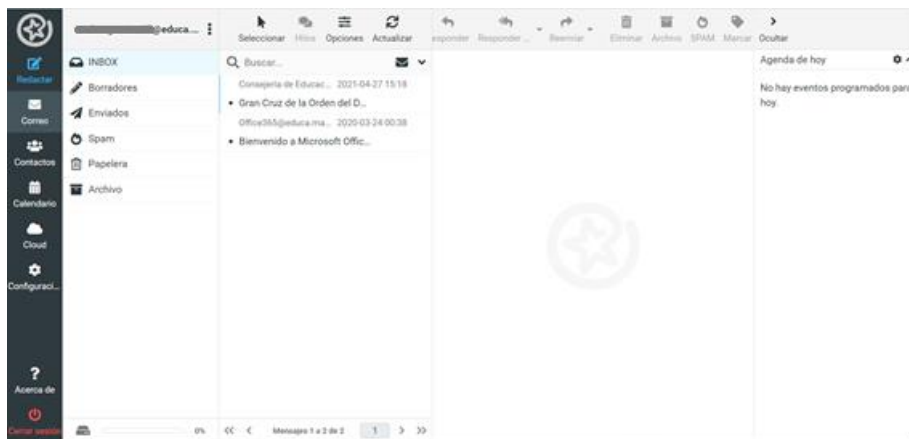 @educa...
Seleccionar Hilos Opciones Actualizar
esponder Responder ... Reenviar Eliminar Archivo SPAM Marcar Ocultar
Redactar
Correo
Contactos
Calendario
Cloud
Configuraci...
Acerca de
Cerrar sesión
INBOX
Borradores
Enviados
Spam
Papelera
Archivo
0%
Buscar...
Consejería de Educac... 2021-04-27 15:16
• Gran Cruz de la Orden del D...
Office365@educa.ma... 2020-03-24 00:38
• Bienvenido a Microsoft Offic...
Mensajes 1 a 2 de 2 1
Agenda de hoy
No hay eventos programados para
hoy.